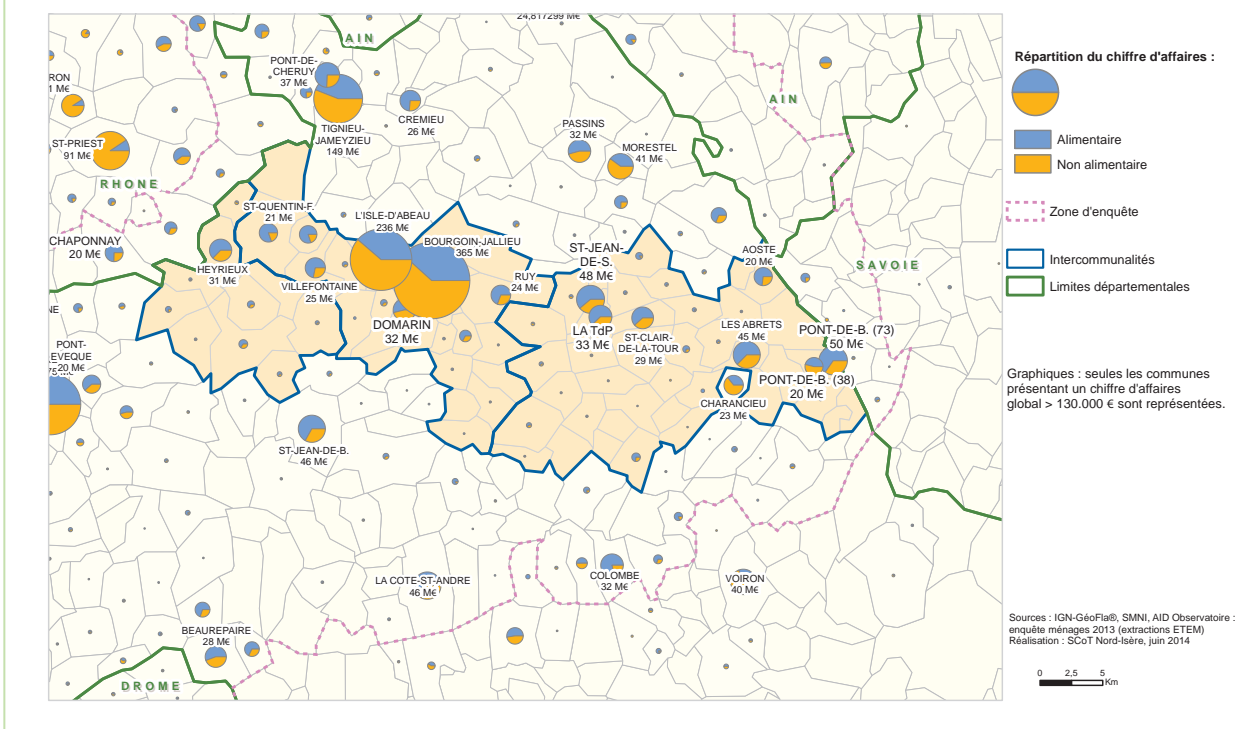 24,817299 M€
AIN
PONT-DE-
CHERUY
37 M€
TIGNIEU-
JAMEYZIEU
149 M€
CREMIEU
26 M€
RON
1 M€
ST-PRIEST
91 M€
RHONE
PASSINS
32 M€
MORESTEL
41 M€
AIN
ST-QUENTIN-F.
21 M€
L'ISLE-D'ABEAU
236 M€
BOURGOIN-JALLIEU
365 M€
CHAPONNAY
20 M€
HEYRIEUX
31 M€
VILLEFONTAINE
25 M€
RUY
24 M€
ST-JEAN-
DE-S.
48 M€
AOSTE
20 M€
SAVOIE
NE
DOMARIN
32 M€
LA TdP
33 M€
ST-CLAIR-
DE-LA-TOUR
29 M€
LES ABRETS
45 M€
PONT-DE-B. (73)
50 M€
PONT-
EVEQUE
20 M€
PONT-DE-B. (38)
20 M€
CHARANCIEU
23 M€
ST-JEAN-DE-B.
46 M€
LA COTE-ST-ANDRE
46 M€
COLOMBE
32 M€
VOIRON
40 M€
BEAUREPAIRE
28 M€
DROME
Répartition du chiffre d'affaires :
Alimentaire
Non alimentaire
Zone d'enquête
Intercommunalités
Limites départementales
Graphiques : seules les communes
présentant un chiffre d'affaires
global > 130.000 € sont représentées.
Sources : IGN-GéoFla®, SMNI, AID Observatoire :
enquête ménages 2013 (extractions ETEM)
Réalisation : SCoT Nord-Isère, juin 2014
0 2,5 5
Km